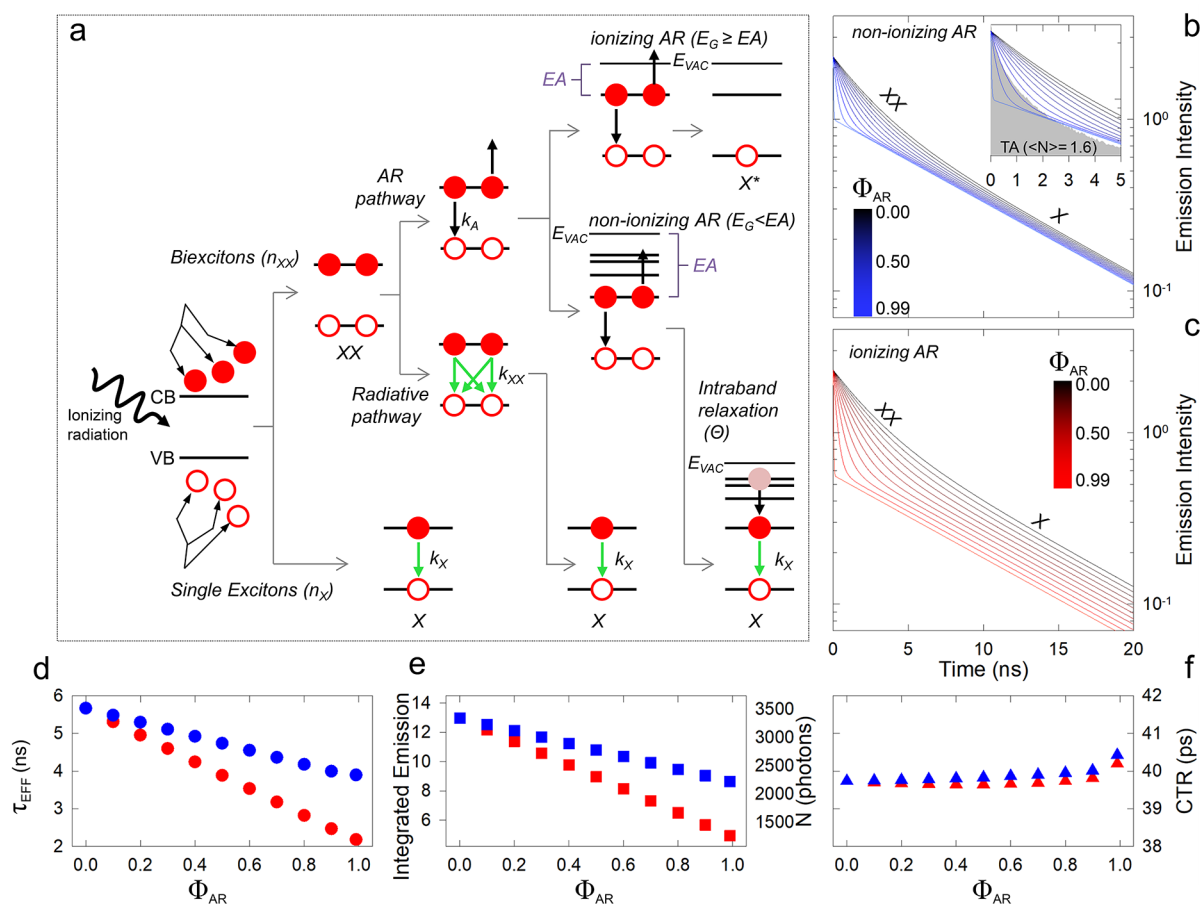 a
ionizing AR (E_G ≥ EA)
E_VAC
EA
X*
AR
pathway
k_A
non-ionizing AR (E_G<EA)
E_VAC
EA
Biexcitons (n_XX)
XX
k_XX
Radiative
pathway
CB
Ionizing
radiation
VB
Intraband
relaxation
(Θ)
E_VAC
Single Excitons (n_X)
k_X
X
k_X
X
k_X
X
b
non-ionizing AR
XX
X
Φ_AR
0.00
0.50
0.99
TA (<N>=1.6)
0 1 2 3 4 5
10^0
10^-1
Emission Intensity
c
ionizing AR
XX
X
Φ_AR
0.00
0.50
0.99
10^0
10^-1
Emission Intensity
0 5 10 15 20
Time (ns)
d
6
5
4
3
2
τ_EFF (ns)
0.0 0.2 0.4 0.6 0.8 1.0
Φ_AR
e
14
13
12
11
10
9
8
6
Integrated Emission
3500
3000
2500
2000
1500
N (photons)
0.0 0.2 0.4 0.6 0.8 1.0
Φ_AR
f
42
41
40
39
38
CTR (ps)
0.0 0.2 0.4 0.6 0.8 1.0
Φ_AR